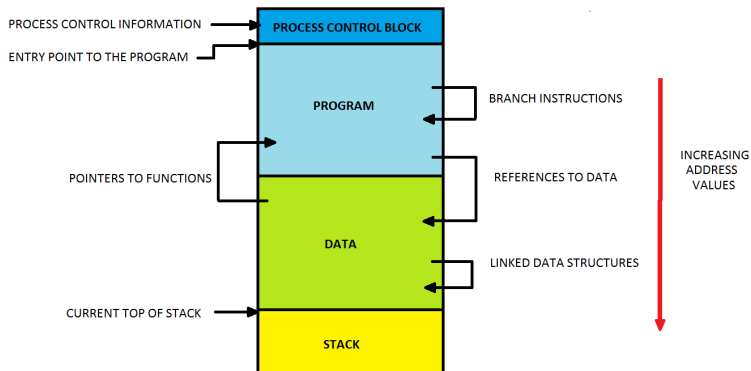 PROCESS CONTROL INFORMATION
PROCESS CONTROL BLOCK
ENTRY POINT TO THE PROGRAM
BRANCH INSTRUCTIONS
PROGRAM
INCREASING
ADDRESS
VALUES
POINTERS TO FUNCTIONS
REFERENCES TO DATA
DATA
LINKED DATA STRUCTURES
CURRENT TOP OF STACK
STACK